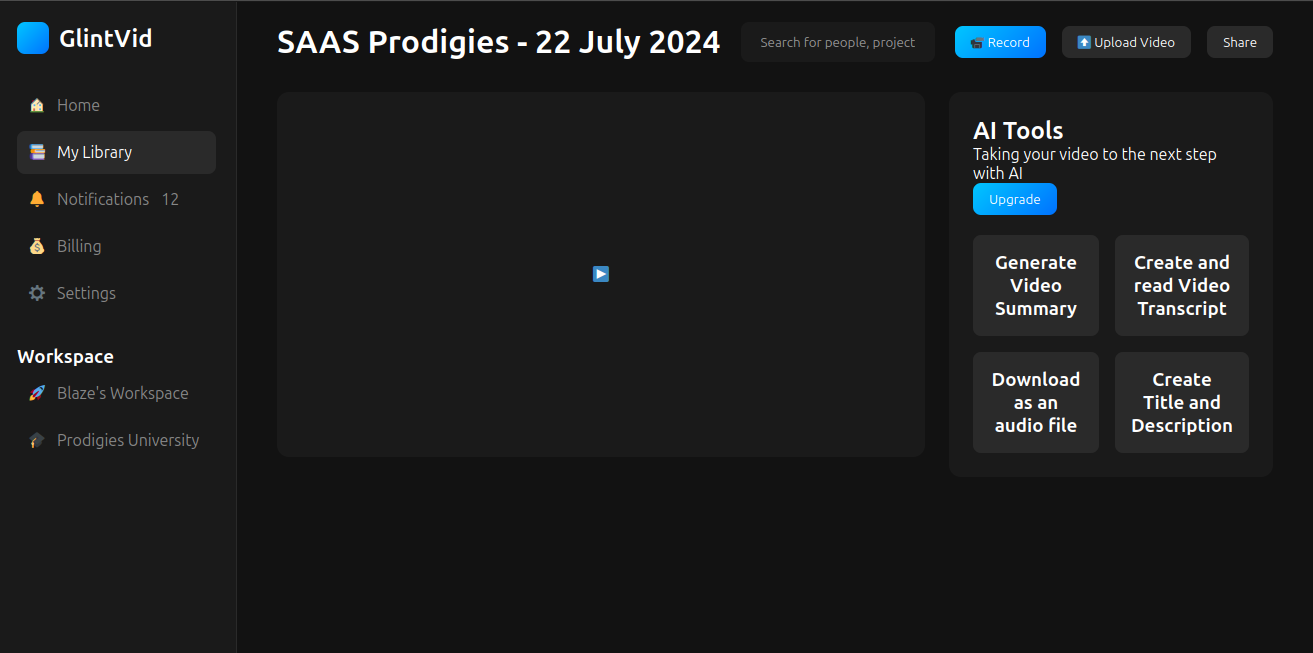 GlintVid
Home
My Library
Notifications 12
Billing
Settings
Workspace
Blaze's Workspace
Prodigies University
SAAS Prodigies - 22 July 2024
Search for people, project
Record
Upload Video
Share
AI Tools
Taking your video to the next step
with AI
Upgrade
Generate
Video
Summary
Create and
read Video
Transcript
Download
as an
audio file
Create
Title and
Description